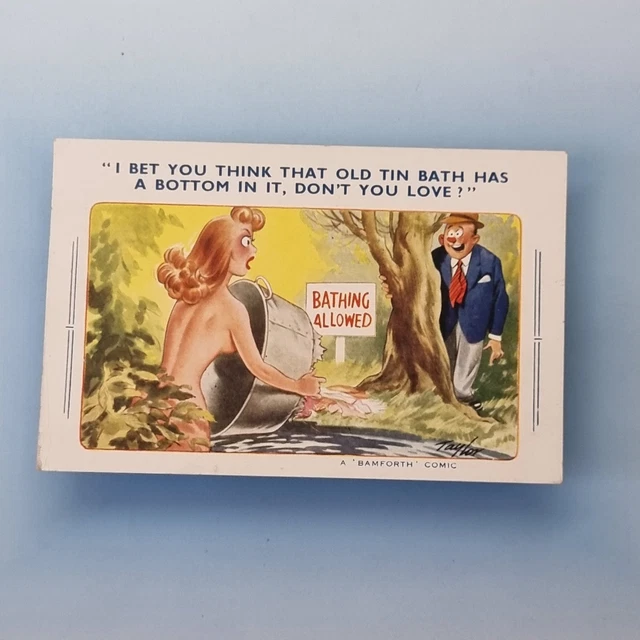 "I BET YOU THINK THAT OLD TIN BATH HAS
A BOTTOM IN IT, DON'T YOU LOVE?"
BATHING
ALLOWED
Taylor
A 'BAMFORTH' COMIC